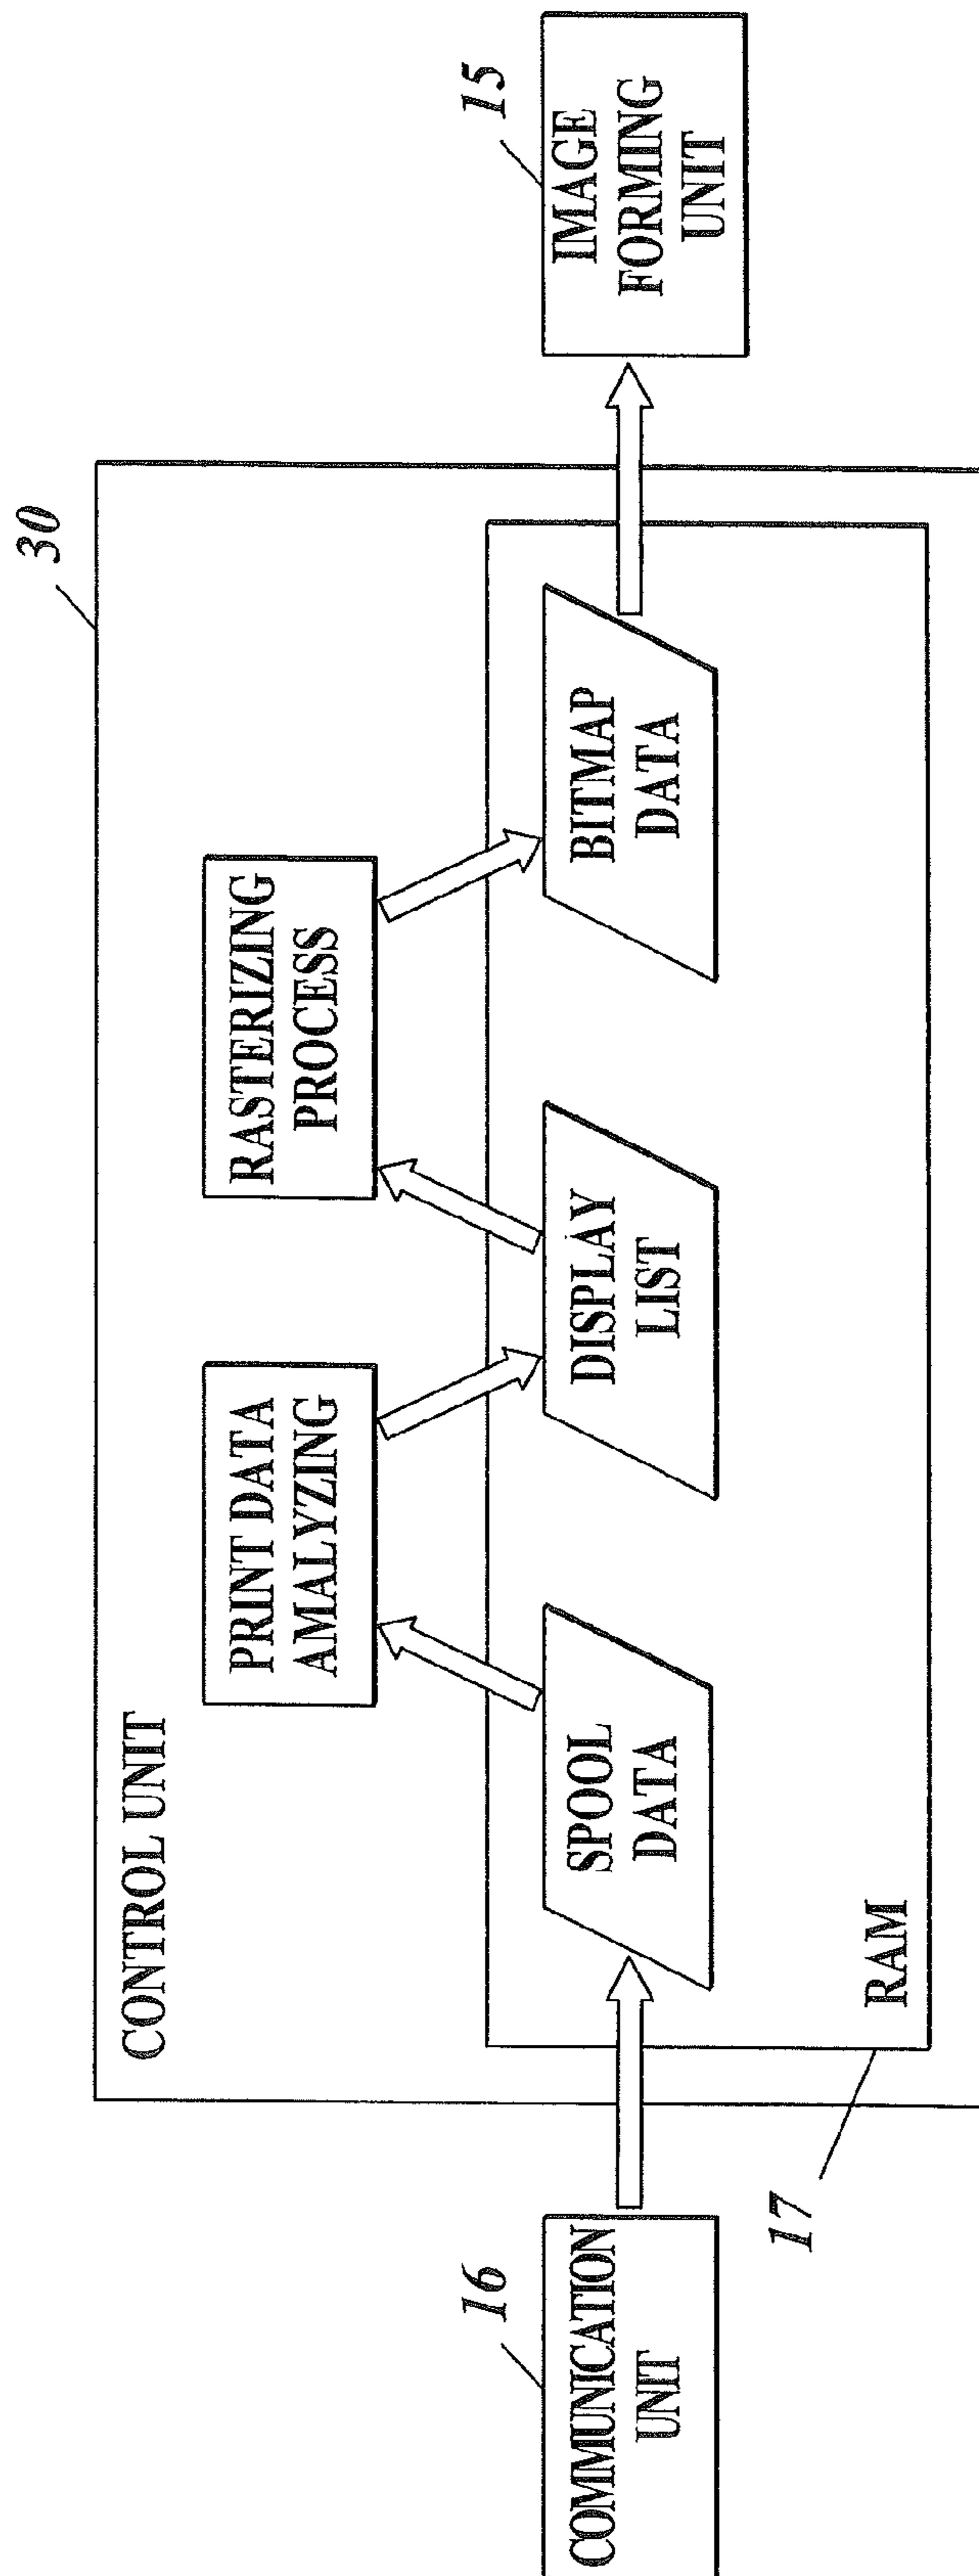 30
CONTROL UNIT
PRINT DATA
AMALYZING
RASTERIZING
PROCESS
16
COMMUNICATION
UNIT
SPOOL
DATA
DISPLAY
LIST
BITMAP
DATA
15
IMAGE
FORMING
UNIT
RAM
17